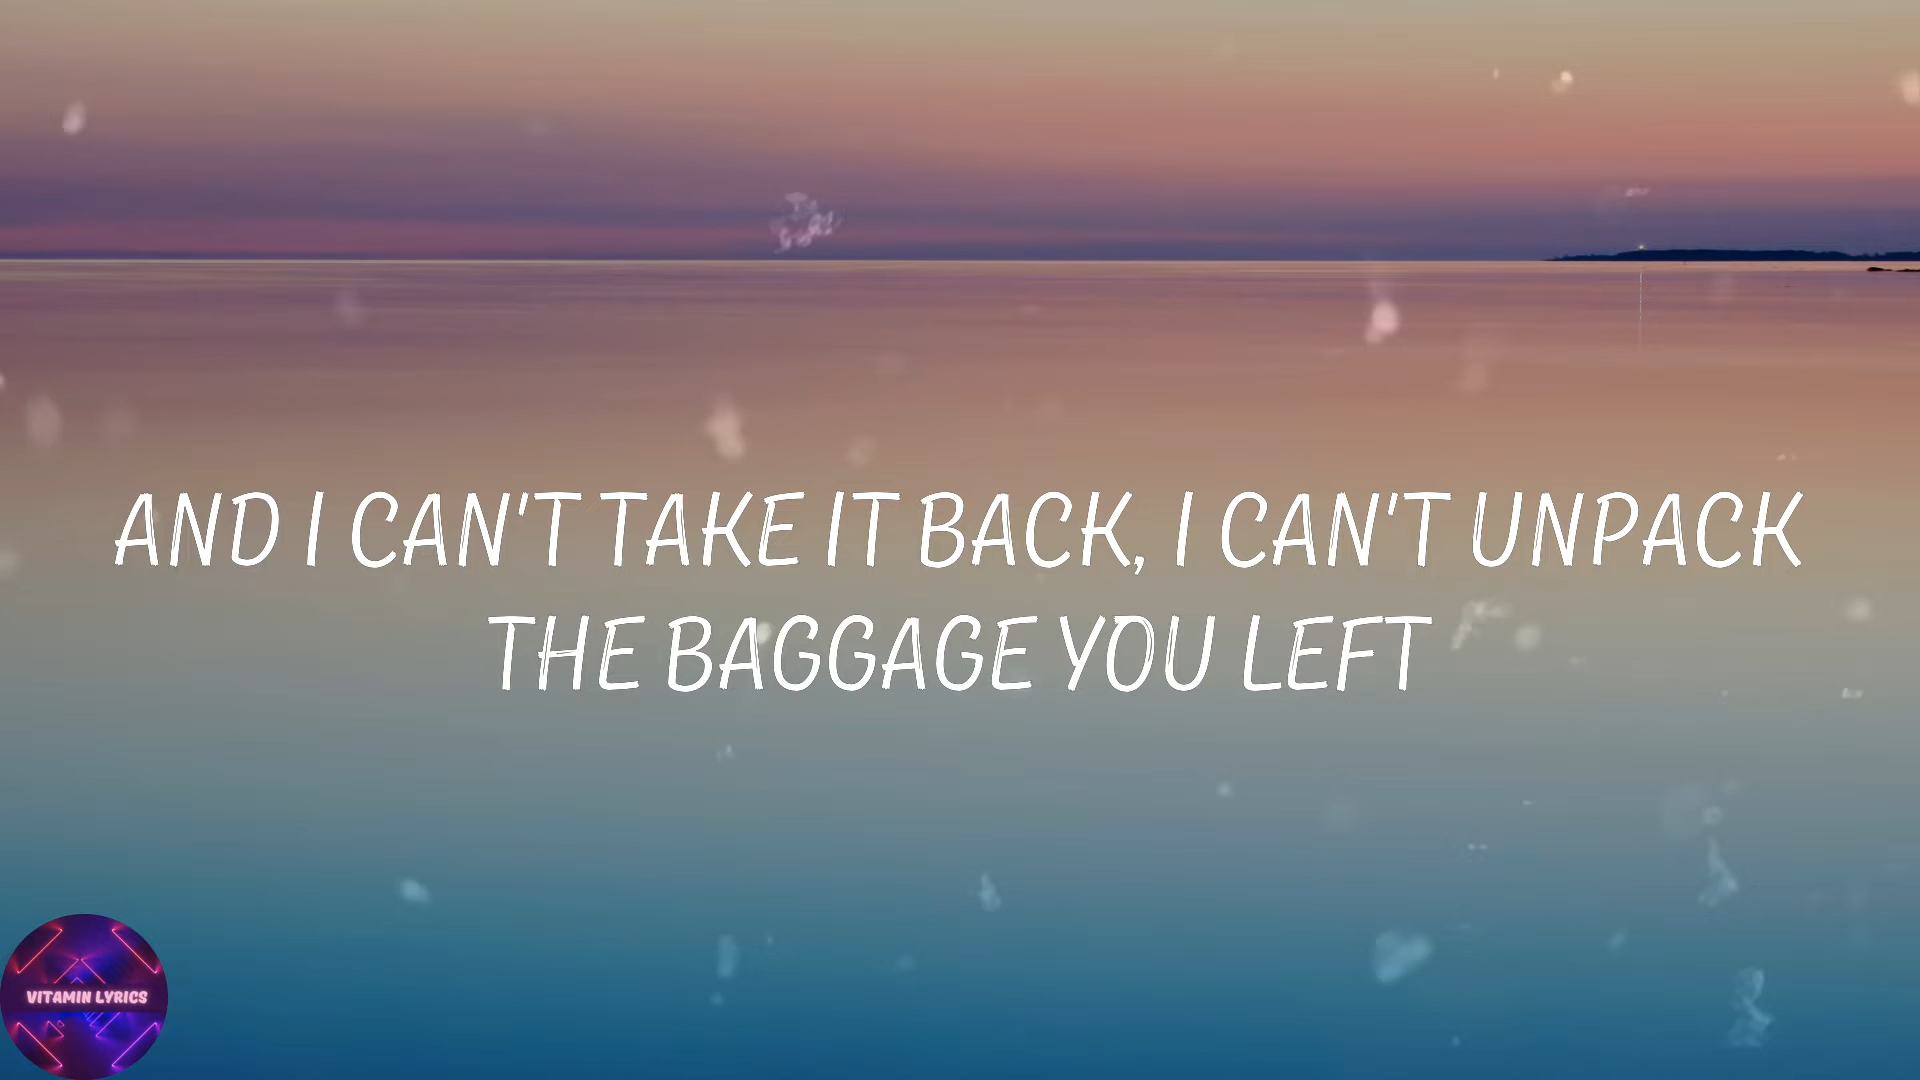 AND I CAN'T TAKE IT BACK, I CAN'T UNPACK
THE BAGGAGE YOU LEFT
VITAMIN LYRICS